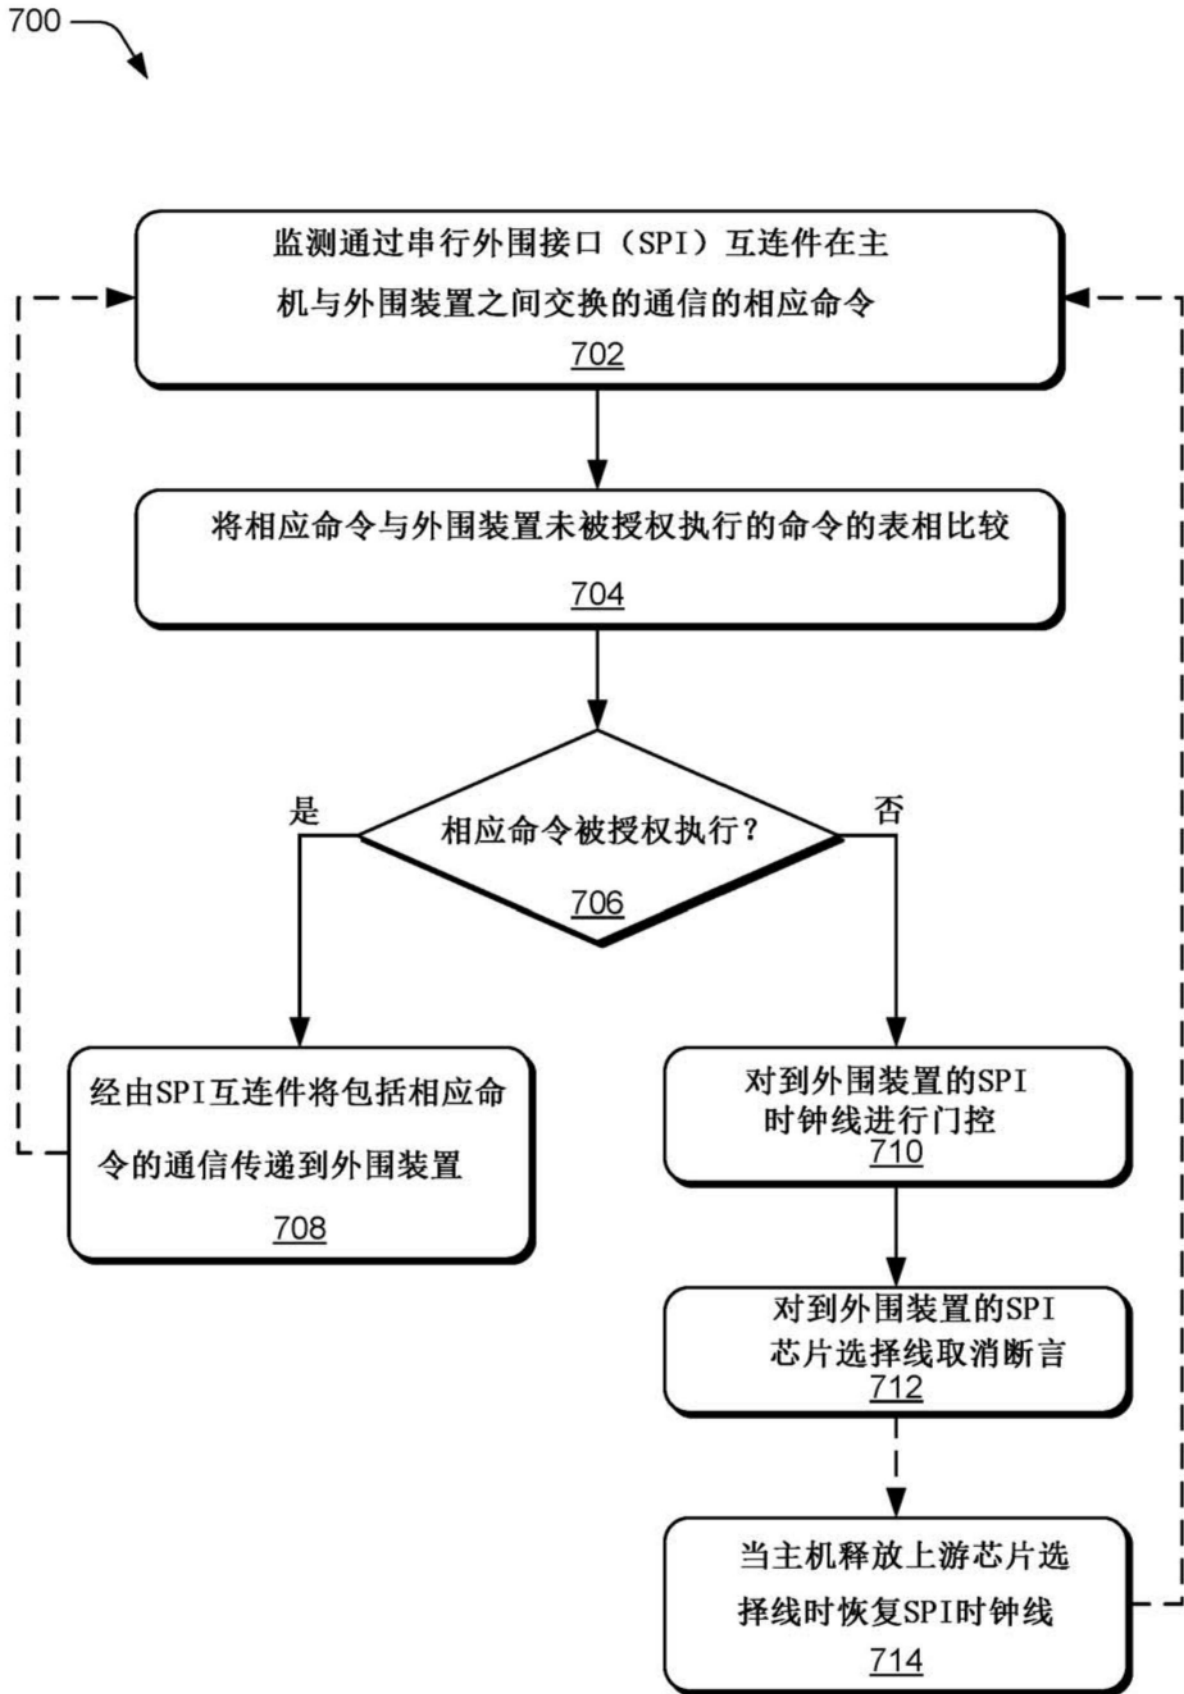 700
监测通过串行外围接口（SPI）互连件在主
机与外围装置之间交换的通信的相应命令
702
将相应命令与外围装置未被授权执行的命令的表相比较
704
是
否
相应命令被授权执行？
706
经由SPI互连件将包括相应命
令的通信传递到外围装置
708
对到外围装置的SPI
时钟线进行门控
710
对到外围装置的SPI
芯片选择线取消断言
712
当主机释放上游芯片选
择线时恢复SPI时钟线
714